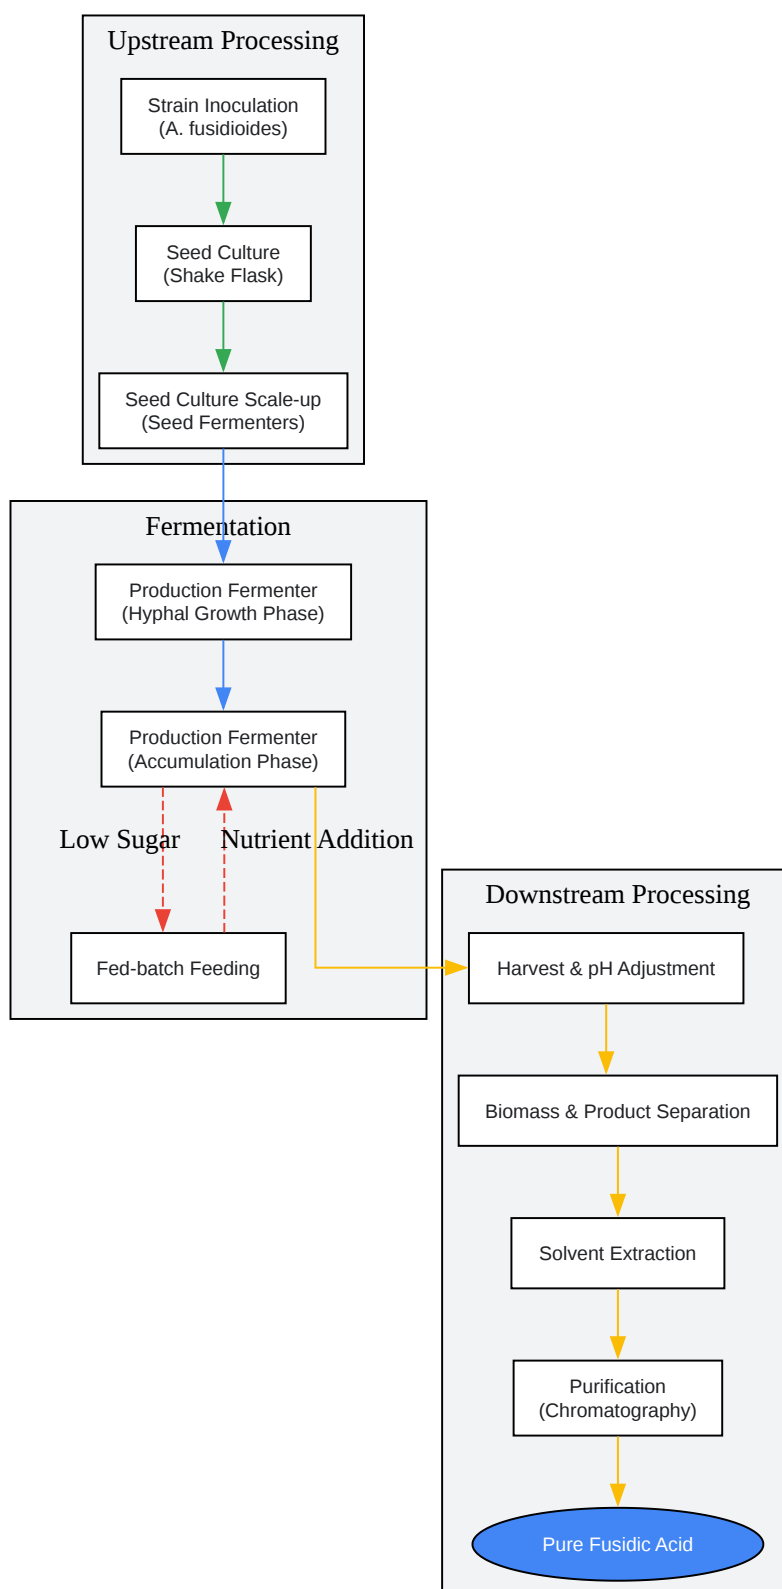 Upstream Processing
Strain Inoculation
(A. fusidioides)
Seed Culture
(Shake Flask)
Seed Culture Scale-up
(Seed Fermenters)
Fermentation
Production Fermenter
(Hyphal Growth Phase)
Production Fermenter
(Accumulation Phase)
Low Sugar
Nutrient Addition
Fed-batch Feeding
Downstream Processing
Harvest & pH Adjustment
Biomass & Product Separation
Solvent Extraction
Purification
(Chromatography)
Pure Fusidic Acid